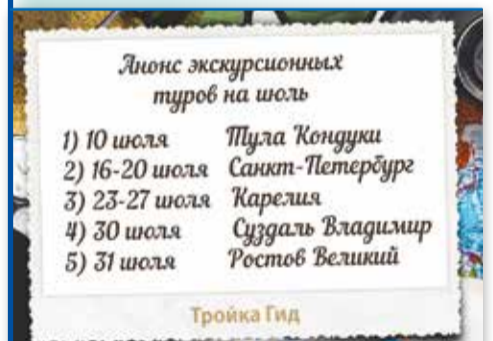 Анонс экскурсионных
туров на июль
1) 10 июля Тула Кондуки
2) 16-20 июля Санкт-Петербург
3) 23-27 июля Карелия
4) 30 июля Суздаль Владимир
5) 31 июля Ростов Великий
Тройка Гид